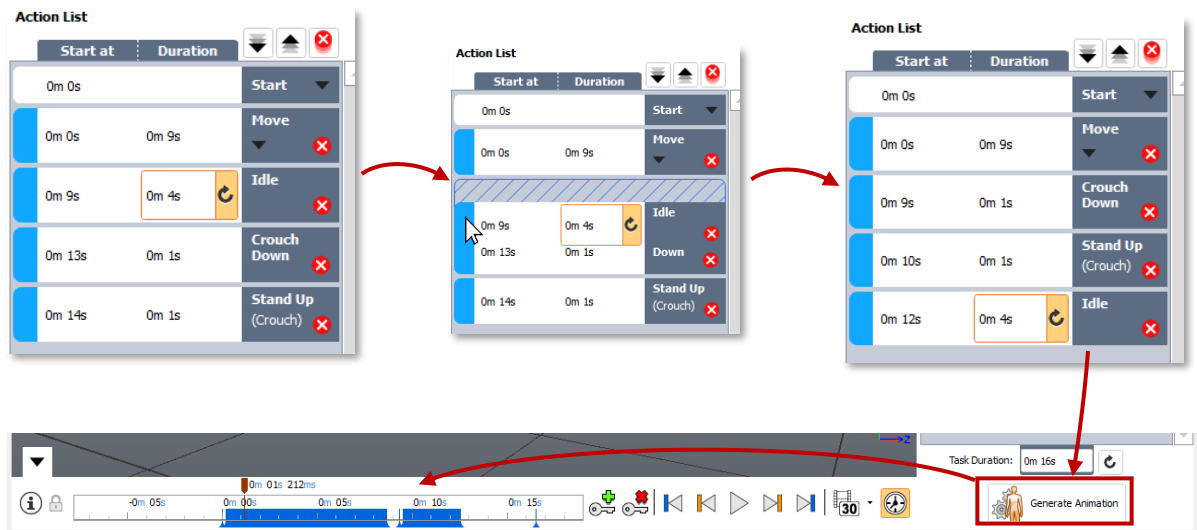 Action List
Start at Duration
0m 0s Start
0m 0s 0m 9s Move
0m 9s 0m 4s Idle
0m 13s 0m 1s Crouch
Down
0m 14s 0m 1s Stand Up
(Crouch)
Action List
Start at Duration
0m 0s Start
0m 0s 0m 9s Move
0m 9s 0m 4s Idle
0m 13s 0m 1s Down
0m 14s 0m 1s Stand Up
(Crouch)
Action List
Start at Duration
0m 0s Start
0m 0s 0m 9s Move
0m 9s 0m 1s Crouch
Down
0m 10s 0m 1s Stand Up
(Crouch)
0m 12s 0m 4s Idle
Z
Task Duration: 0m 16s
0m 01s 212ms
-0m 05s 0m 00s 0m 05s 0m 10s 0m 15s
30
Generate Animation